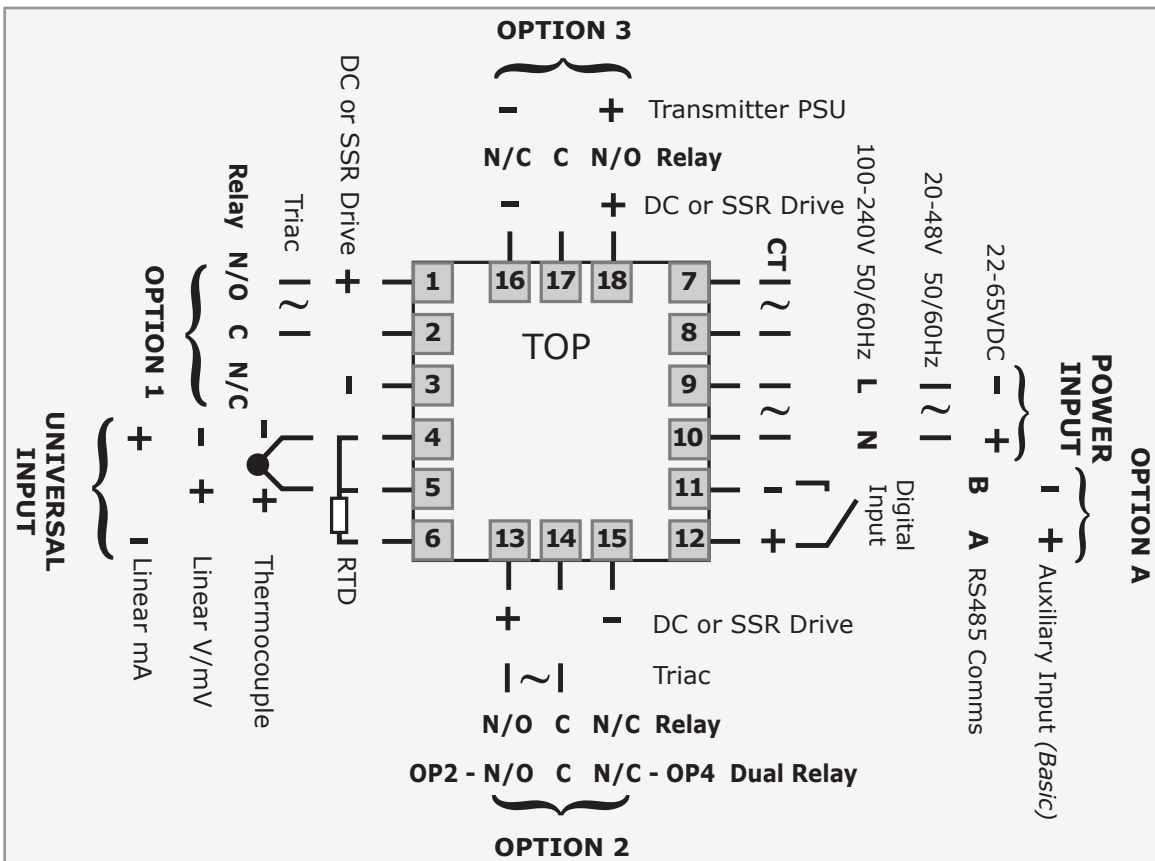 OPTION 3
- + Transmitter PSU
N/C C N/O Relay
- + DC or SSR Drive
16 17 18
TOP
1
2
3
4
5
6
7
8
9
10
11
12
13 14 15
DC or SSR Drive
+ -
Triac
~
Relay N/O C N/C
OPTION 1
UNIVERSAL
INPUT
+ - Linear mA
- + Linear V/mV
- + Thermocouple
RTD
CT
~
~
100-240V 50/60Hz L N
20-48V 50/60Hz
~
22-65VDC - +
POWER
INPUT
- +
Digital
Input
B A RS485 Comms
- + Auxiliary Input (Basic)
OPTION A
+ - DC or SSR Drive
~ Triac
N/O C N/C Relay
OP2 - N/O C N/C - OP4 Dual Relay
OPTION 2